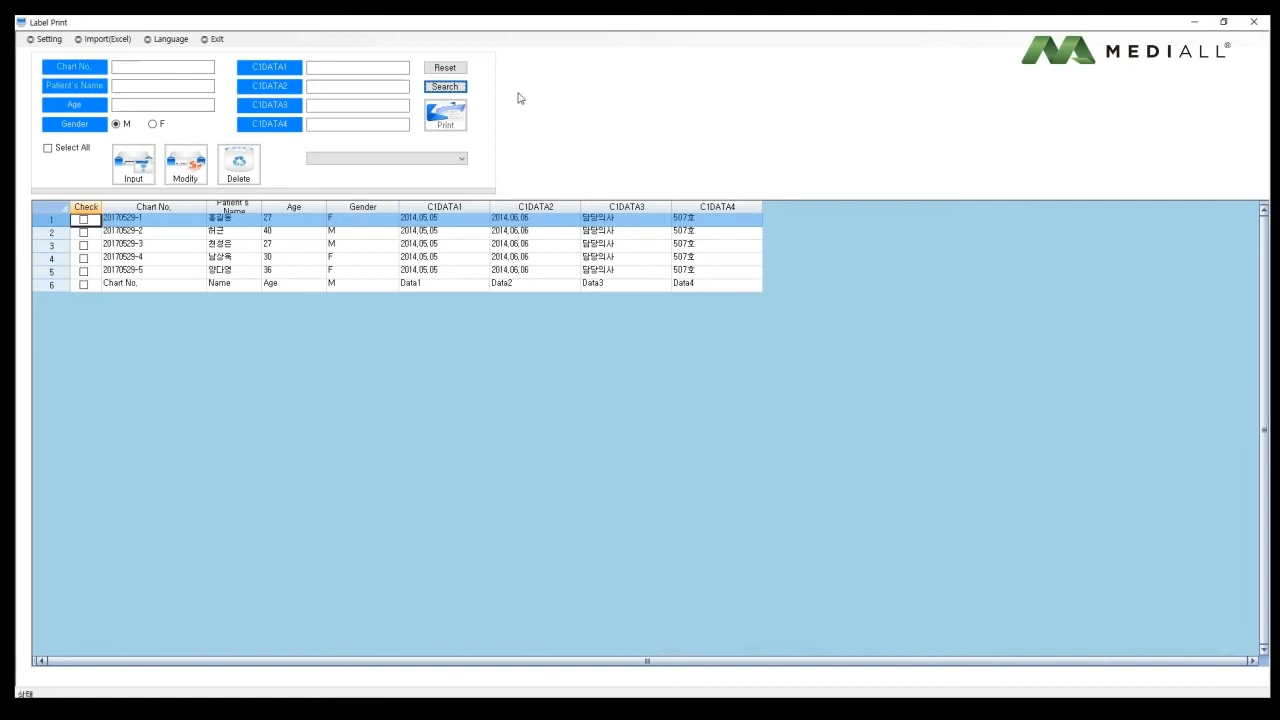 Label Print
Setting Import(Excel) Language Exit
MEDIALL®
Chart No. C1DATA1 Reset
Patient's Name C1DATA2 Search
Age C1DATA3
Gender M F C1DATA4 Print
Select All
Input Modify Delete
Check Chart No. Patient's Name Age Gender C1DATA1 C1DATA2 C1DATA3 C1DATA4
1 20170529-1 홍길동 27 F 2014.05.05 2014.06.06 담당의사 507호
2 20170529-2 허근 40 M 2014.05.05 2014.06.06 담당의사 507호
3 20170529-3 천성은 27 M 2014.05.05 2014.06.06 담당의사 507호
4 20170529-4 남상욱 30 F 2014.05.05 2014.06.06 담당의사 507호
5 20170529-5 양다영 36 F 2014.05.05 2014.06.06 담당의사 507호
6 Chart No. Name Age M Data1 Data2 Data3 Data4
상태